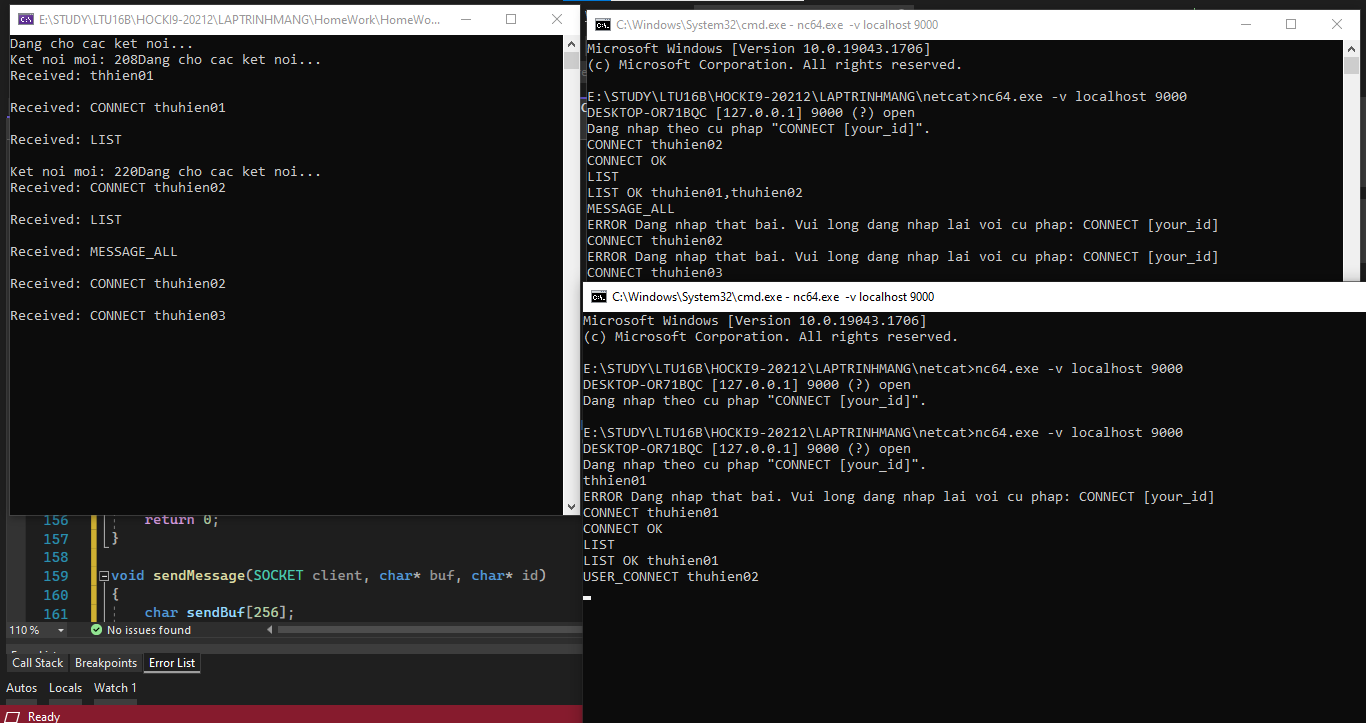 E:\STUDY\LTU16B\HOCKI9-20212\LAPTRINHMANG\HomeWork\HomeWo...
Dang cho cac ket noi...
Ket noi moi: 208Dang cho cac ket noi...
Received: thhien01
Received: CONNECT thuhien01
Received: LIST
Ket noi moi: 220Dang cho cac ket noi...
Received: CONNECT thuhien02
Received: LIST
Received: MESSAGE_ALL
Received: CONNECT thuhien02
Received: CONNECT thuhien03
C:\Windows\System32\cmd.exe - nc64.exe -v localhost 9000
Microsoft Windows [Version 10.0.19043.1706]
(c) Microsoft Corporation. All rights reserved.
E:\STUDY\LTU16B\HOCKI9-20212\LAPTRINHMANG\netcat>nc64.exe -v localhost 9000
DESKTOP-OR71BQC [127.0.0.1] 9000 (?) open
Dang nhap theo cu phap "CONNECT [your_id]".
CONNECT thuhien02
CONNECT OK
LIST
LIST OK thuhien01,thuhien02
MESSAGE_ALL
ERROR Dang nhap that bai. Vui long dang nhap lai voi cu phap: CONNECT [your_id]
CONNECT thuhien02
ERROR Dang nhap that bai. Vui long dang nhap lai voi cu phap: CONNECT [your_id]
CONNECT thuhien03
C:\Windows\System32\cmd.exe - nc64.exe -v localhost 9000
Microsoft Windows [Version 10.0.19043.1706]
(c) Microsoft Corporation. All rights reserved.
E:\STUDY\LTU16B\HOCKI9-20212\LAPTRINHMANG\netcat>nc64.exe -v localhost 9000
DESKTOP-OR71BQC [127.0.0.1] 9000 (?) open
Dang nhap theo cu phap "CONNECT [your_id]".
E:\STUDY\LTU16B\HOCKI9-20212\LAPTRINHMANG\netcat>nc64.exe -v localhost 9000
DESKTOP-OR71BQC [127.0.0.1] 9000 (?) open
Dang nhap theo cu phap "CONNECT [your_id]".
thhien01
ERROR Dang nhap that bai. Vui long dang nhap lai voi cu phap: CONNECT [your_id]
CONNECT thuhien01
CONNECT OK
LIST
LIST OK thuhien01
USER_CONNECT thuhien02
156 return 0;
157 }
158
159 void sendMessage(SOCKET client, char* buf, char* id)
160 {
161 char sendBuf[256];
110 % No issues found
Call Stack Breakpoints Error List
Autos Locals Watch 1
Ready